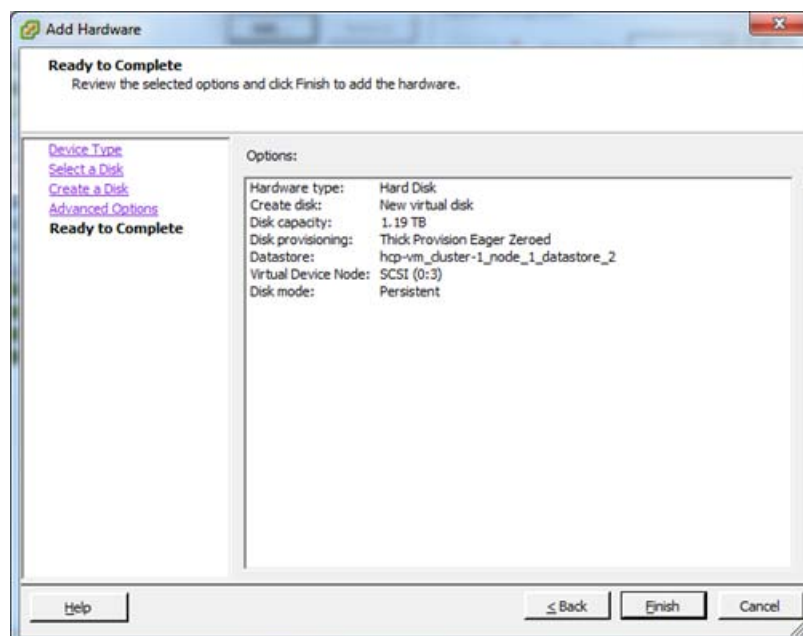 Add Hardware
Ready to Complete
Review the selected options and click Finish to add the hardware.
Device Type
Select a Disk
Create a Disk
Advanced Options
Ready to Complete
Options:
Hardware type: Hard Disk
Create disk: New virtual disk
Disk capacity: 1.19 TB
Disk provisioning: Thick Provision Eager Zeroed
Datastore: hcp-vm_cluster-1_node_1_datastore_2
Virtual Device Node: SCSI (0:3)
Disk mode: Persistent
Help
< Back
Finish
Cancel